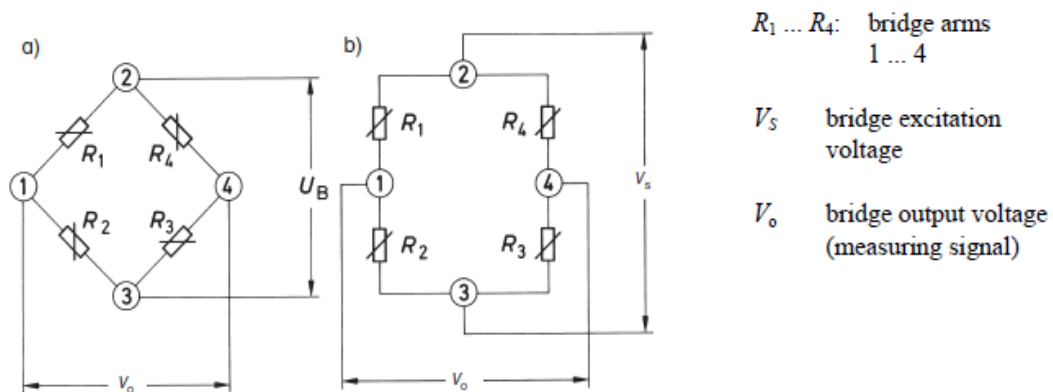 a)
2
R1
R4
1
4
UB
R2
R3
3
Vo
b)
2
R1
R4
1
4
Vs
R2
R3
3
Vo
R1 ... R4: bridge arms
1 ... 4
VS bridge excitation
voltage
Vo bridge output voltage
(measuring signal)